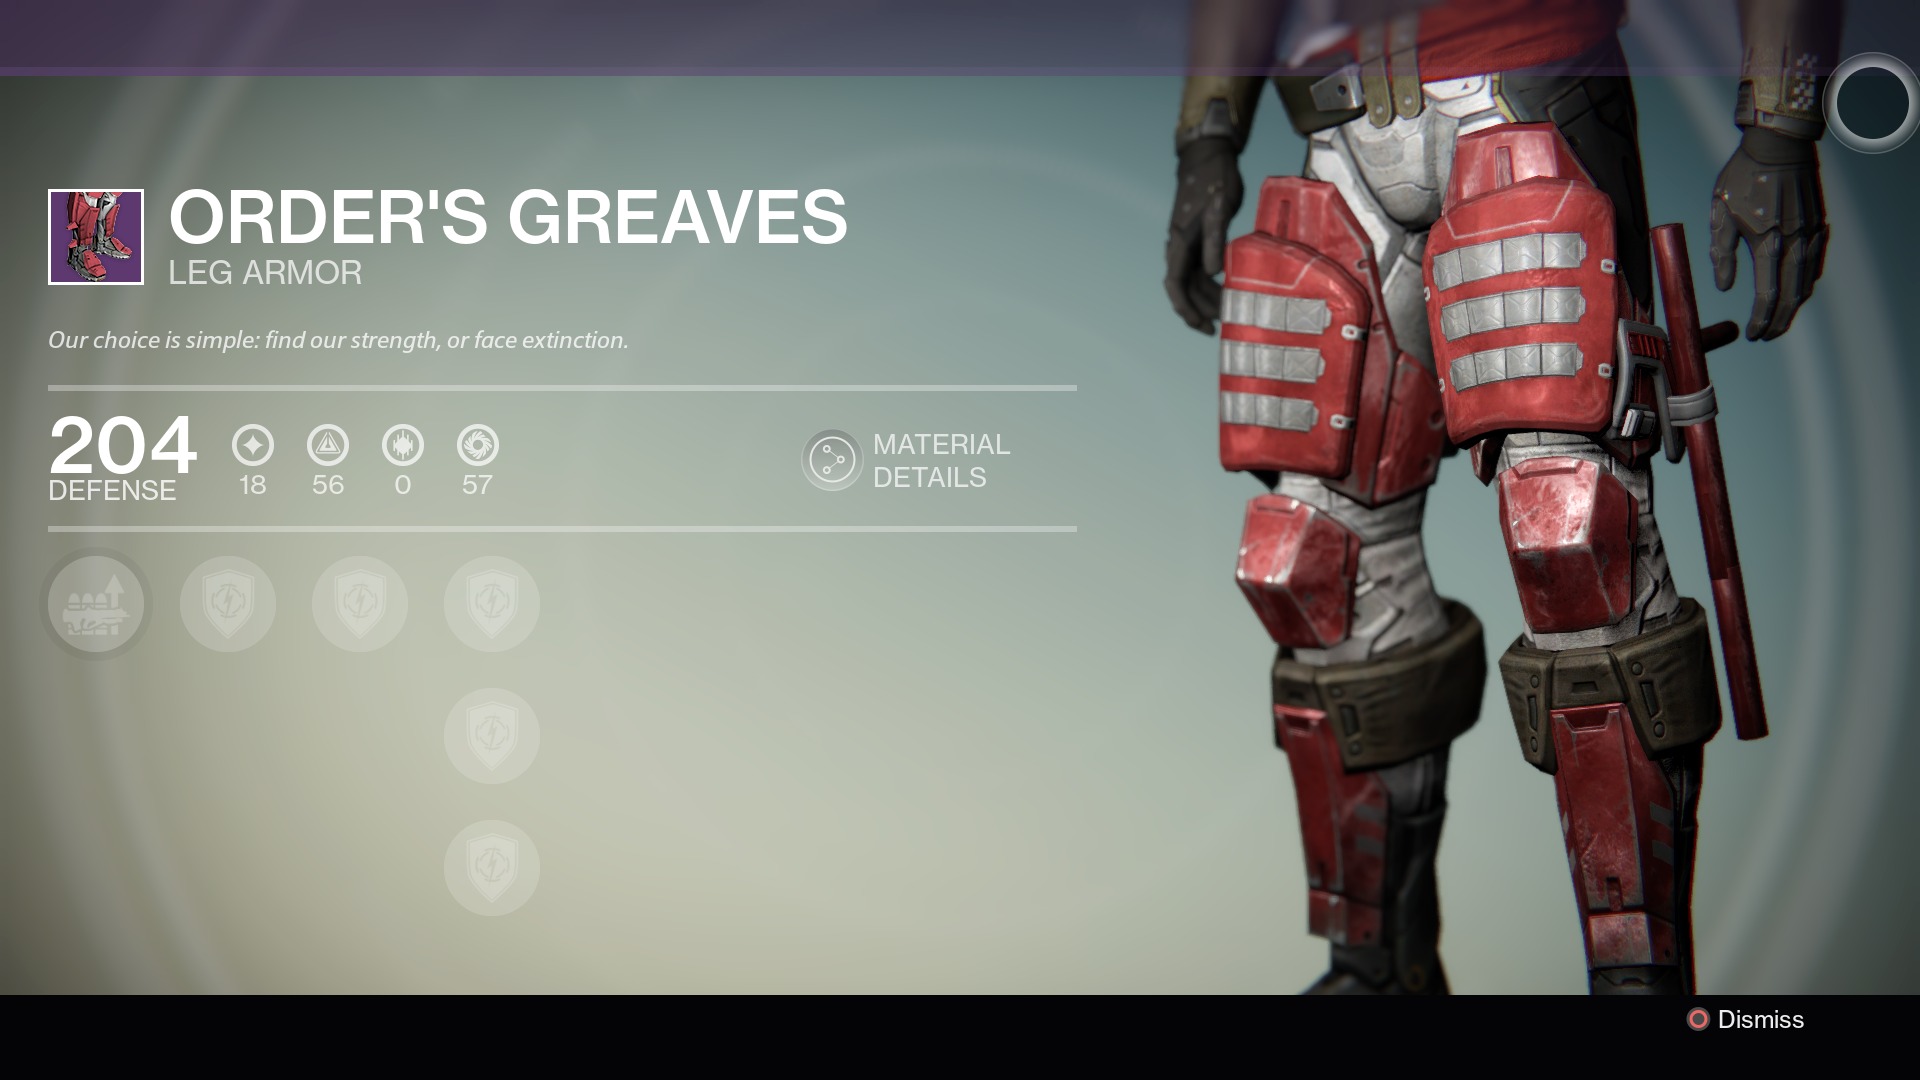 ORDER'S GREAVES
LEG ARMOR
Our choice is simple: find our strength, or face extinction.
204
DEFENSE
18 56 0 57
MATERIAL
DETAILS
Dismiss